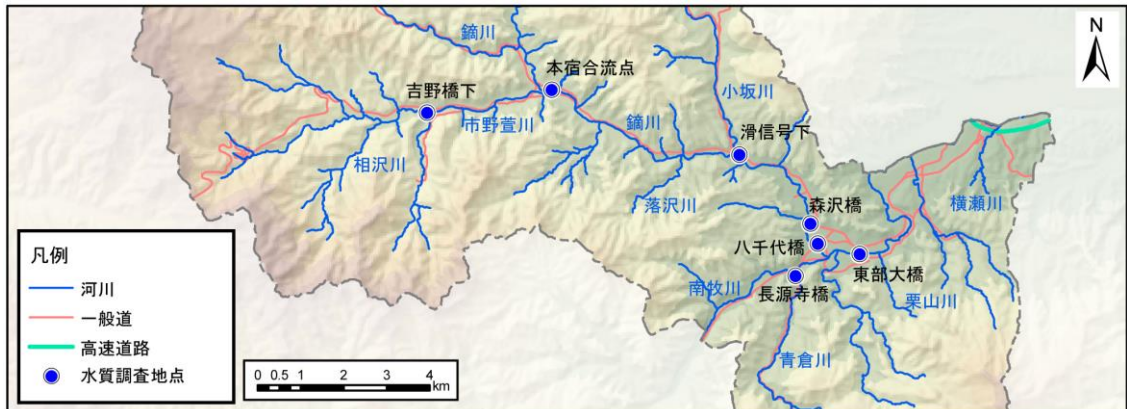 鏑川
本宿合流点
N
吉野橋下
小坂川
市野萱川
鏑川
滑信号下
相沢川
落沢川
森沢橋
横瀬川
八千代橋
東部大橋
南牧川
長源寺橋
栗山川
青倉川
凡例
河川
一般道
高速道路
水質調査地点
0 0.5 1 2 3 4
km